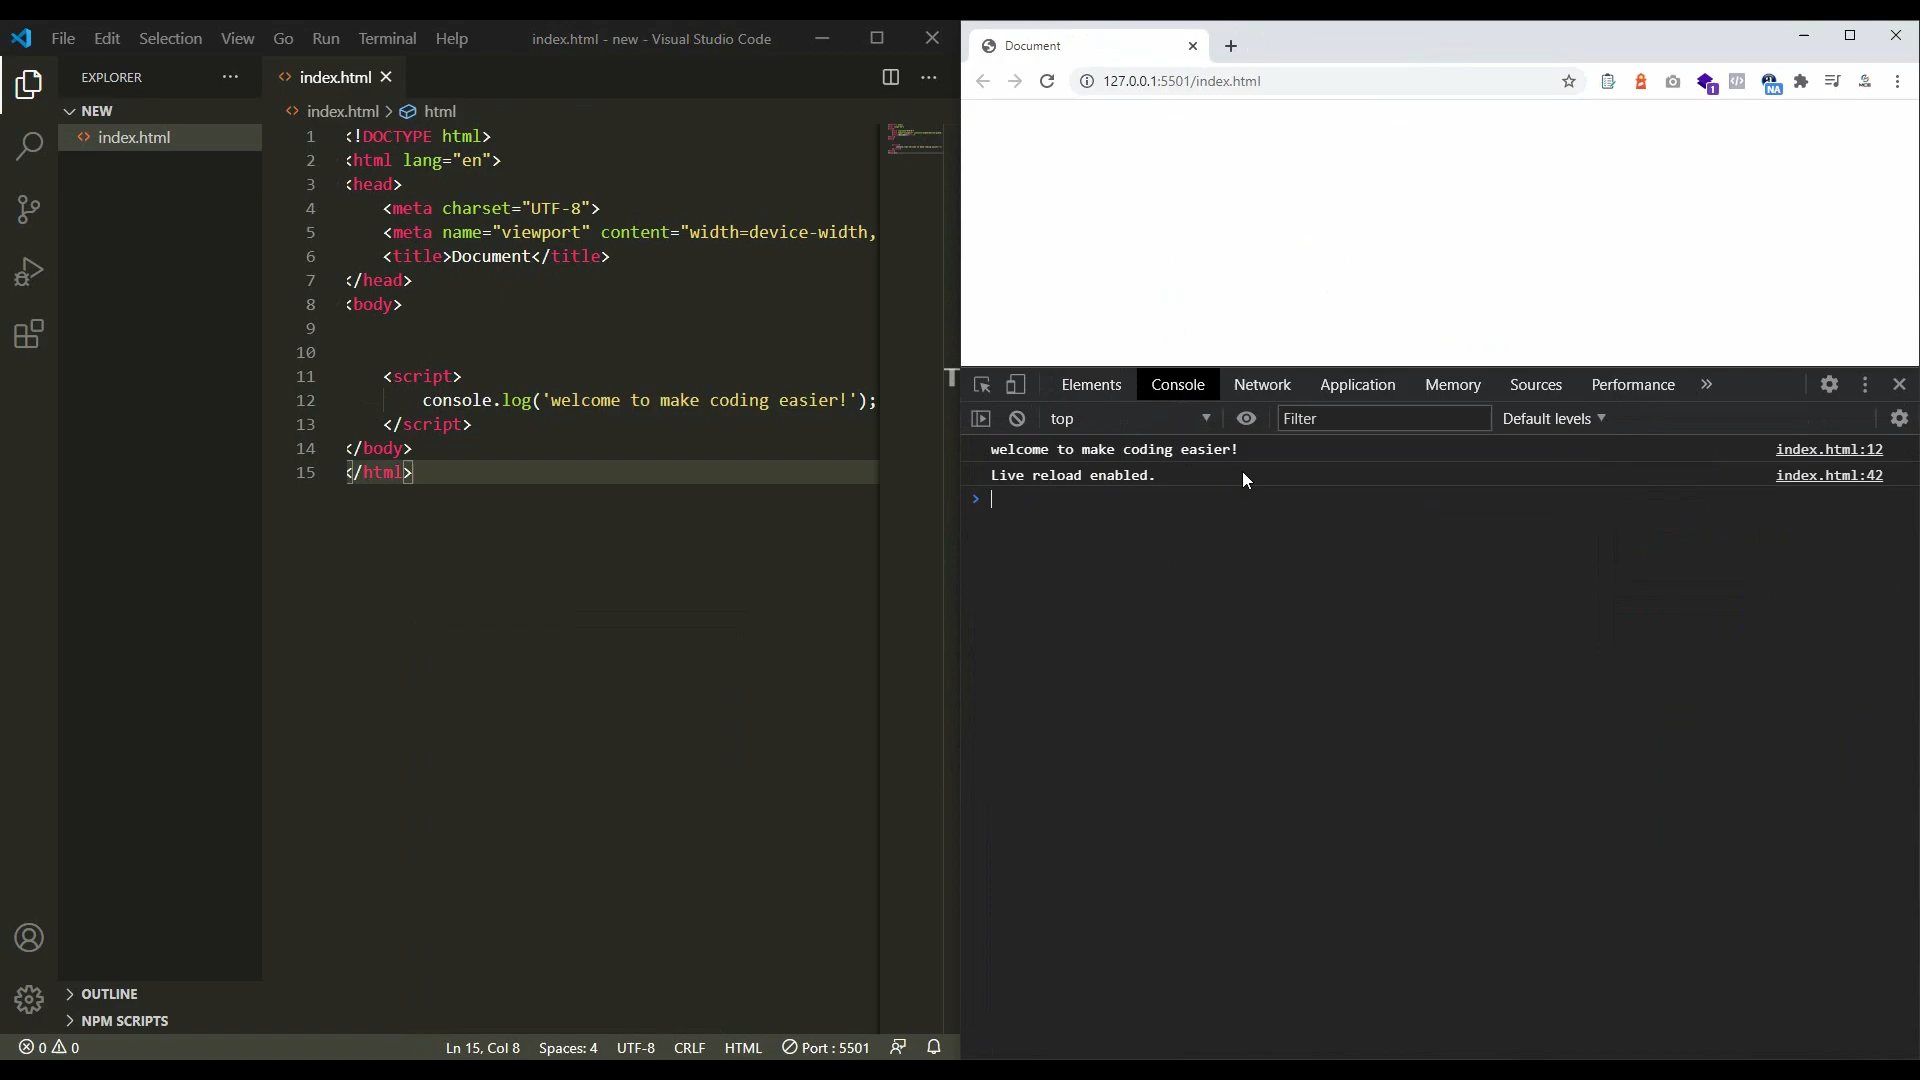 File Edit Selection View Go Run Terminal Help
index.html - new - Visual Studio Code
EXPLORER
NEW
index.html
OUTLINE
NPM SCRIPTS
index.html
index.html > html
1 <!DOCTYPE html>
2 <html lang="en">
3 <head>
4 <meta charset="UTF-8">
5 <meta name="viewport" content="width=device-width,
6 <title>Document</title>
7 </head>
8 <body>
9
10
11 <script>
12 console.log('welcome to make coding easier!');
13 </script>
14 </body>
15 </html>
0 0
Ln 15, Col 8 Spaces: 4 UTF-8 CRLF HTML Port : 5501
Document
127.0.0.1:5501/index.html
1
NA
Elements Console Network Application Memory Sources Performance »
top Filter Default levels
welcome to make coding easier! index.html:12
Live reload enabled. index.html:42
>